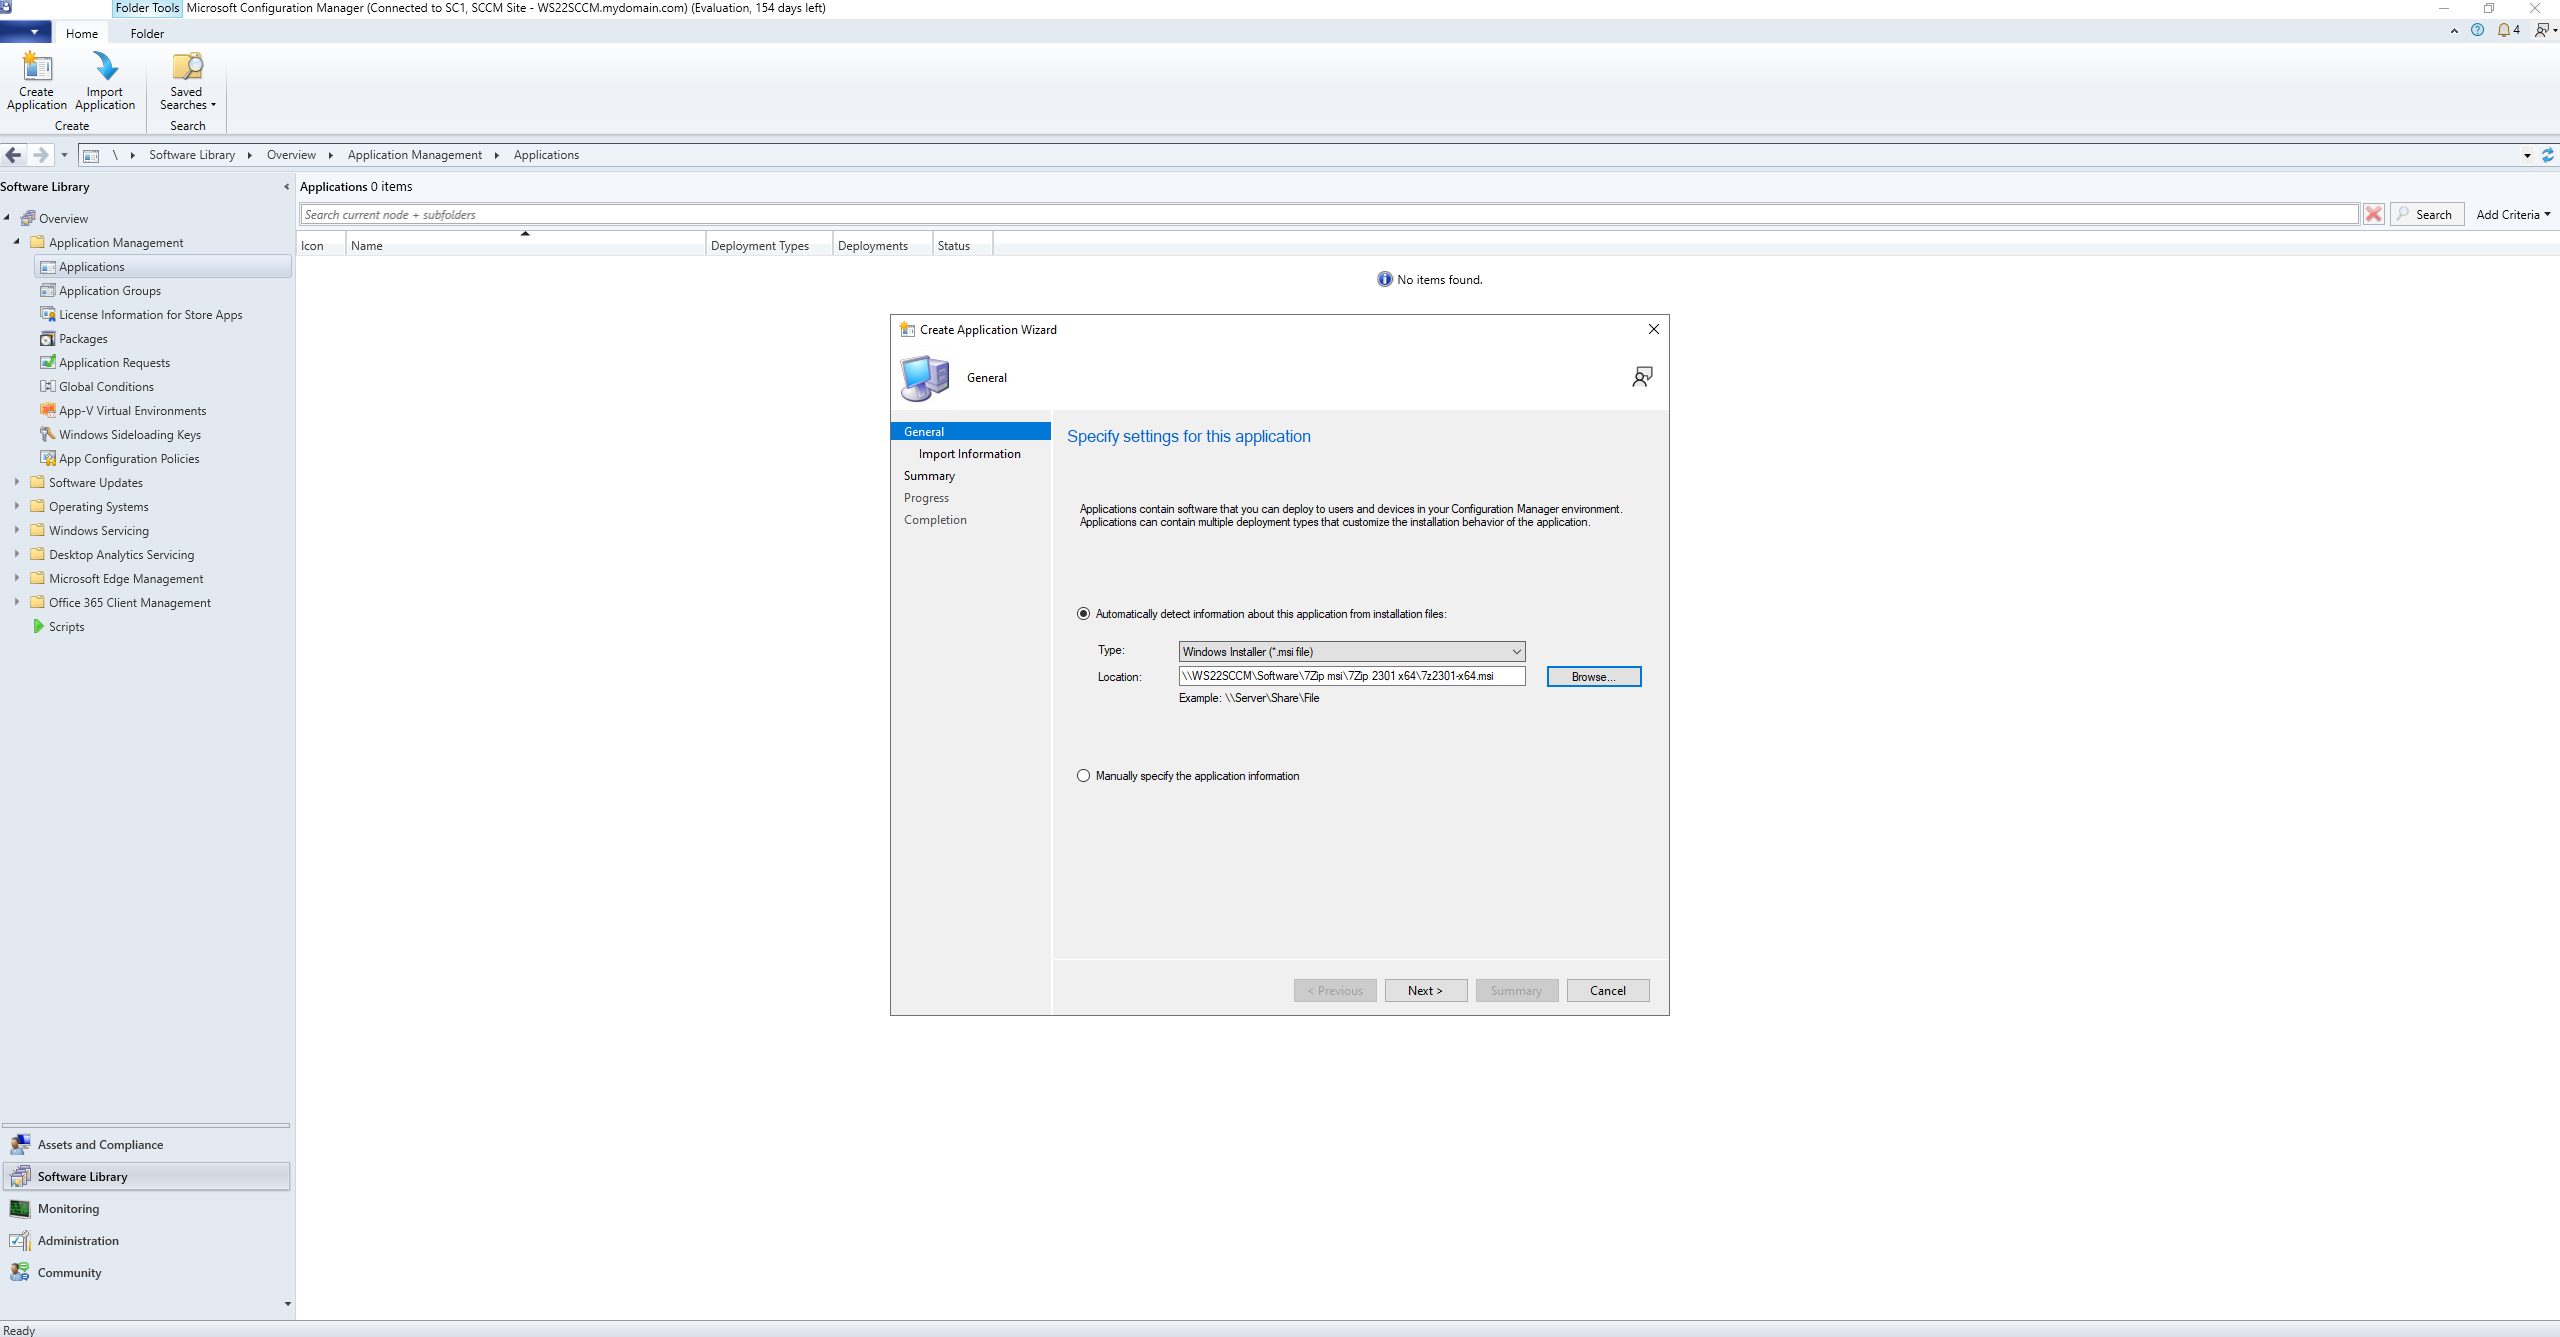 Folder Tools Microsoft Configuration Manager (Connected to SC1, SCCM Site - WS22SCCM.mydomain.com) (Evaluation, 154 days left)
Home Folder
4
Create Application
Import Application
Saved Searches
Create
Search
\ Software Library Overview Application Management Applications
Software Library
Overview
Application Management
Applications
Application Groups
License Information for Store Apps
Packages
Application Requests
Global Conditions
App-V Virtual Environments
Windows Sideloading Keys
App Configuration Policies
Software Updates
Operating Systems
Windows Servicing
Desktop Analytics Servicing
Microsoft Edge Management
Office 365 Client Management
Scripts
Assets and Compliance
Software Library
Monitoring
Administration
Community
Ready
Applications 0 items
Search current node + subfolders
Search Add Criteria
Icon Name Deployment Types Deployments Status
No items found.
Create Application Wizard
General
General
Import Information
Summary
Progress
Completion
Specify settings for this application
Applications contain software that you can deploy to users and devices in your Configuration Manager environment.
Applications can contain multiple deployment types that customize the installation behavior of the application.
Automatically detect information about this application from installation files:
Type: Windows Installer (*.msi file)
Location: \\WS22SCCM\Software\7Zip msi\7Zip 2301 x64\7z2301-x64.msi Browse...
Example: \\Server\Share\File
Manually specify the application information
< Previous Next > Summary Cancel